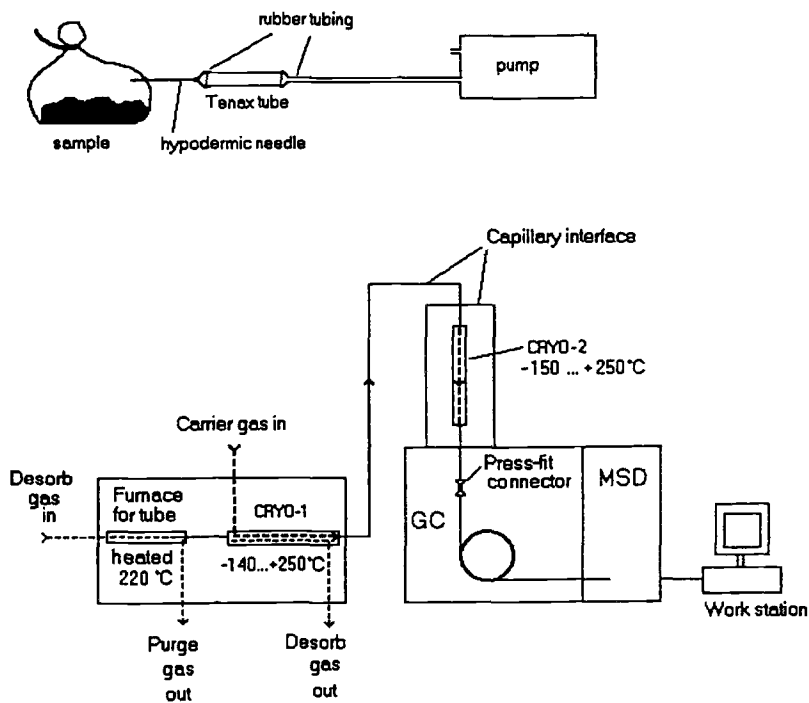 rubber tubing
pump
Tenax tube
sample
hypodermic needle
Capillary interface
CRYO-2
-150 ... +250°C
Carrier gas in
Press-fit
connector
MSD
GC
Desorb
gas
in
Furnace
for tube
CRYO-1
heated
220 °C
-140...+250°C
Work station
Purge
gas
out
Desorb
gas
out